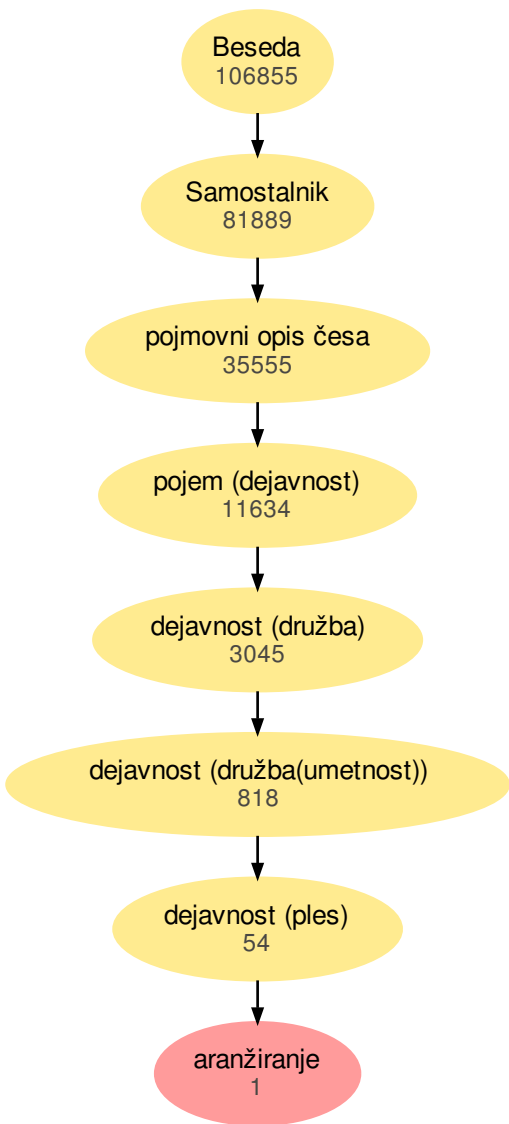 Beseda
106855
Samostalnik
81889
pojmovni opis česa
35555
pojem (dejavnost)
11634
dejavnost (družba)
3045
dejavnost (družba(umetnost))
818
dejavnost (ples)
54
aranžiranje
1